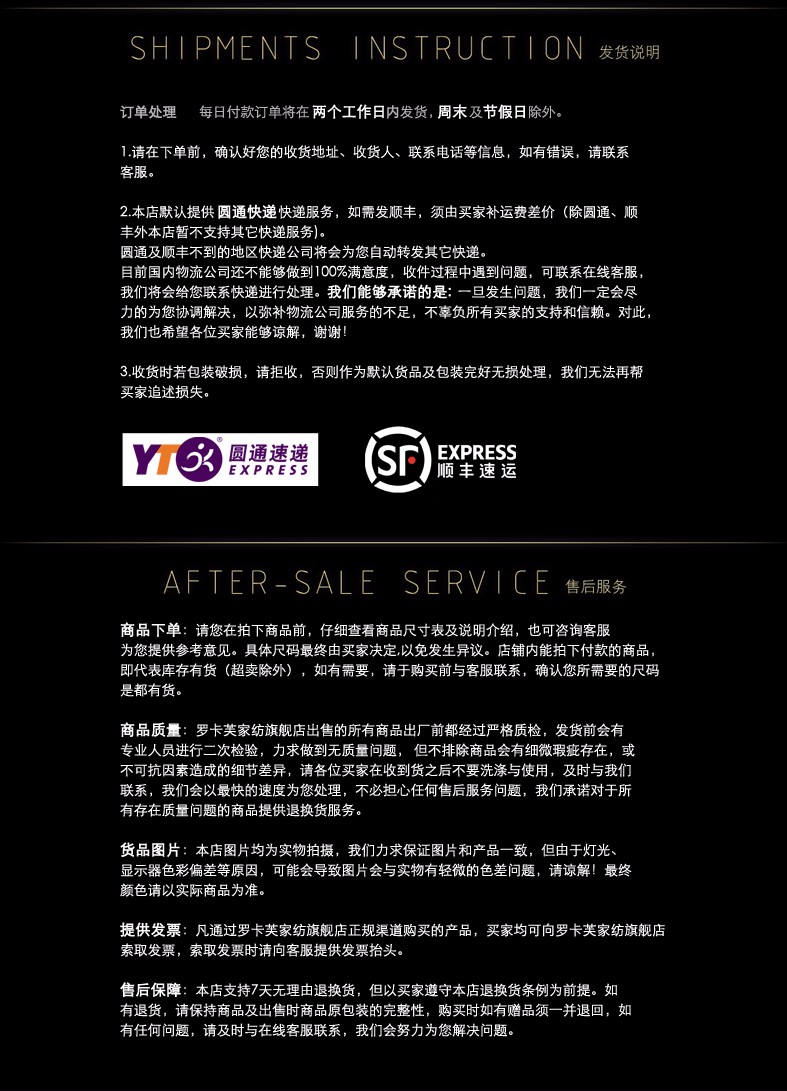 SHIPMENTS INSTRUCTION 发货说明
订单处理 每日付款订单将在 两个工作日内发货, 周末及节假日除外。
1.请在下单前，确认好您的收货地址、收货人、联系电话等信息，如有错误，请联系
客服。
2.本店默认提供 圆通快递快递服务，如需发顺丰，须由买家补运费差价（除圆通、顺
丰外本店暂不支持其它快递服务)。
圆通及顺丰不到的地区快递公司将会为您自动转发其它快递。
目前国内物流公司还不能够做到100%满意度，收件过程中遇到问题，可联系在线客服，
我们将会给您联系快递进行处理。我们能够承诺的是: 一旦发生问题，我们一定会尽
力的为您协调解决，以弥补物流公司服务的不足，不辜负所有买家的支持和信赖。对此，
我们也希望各位买家能够谅解，谢谢！
3.收货时若包装破损，请拒收，否则作为默认货品及包装完好无损处理，我们无法再帮
买家追述损失。
YTO® 圆通速递
EXPRESS
SF EXPRESS
顺丰速运
AFTER-SALE SERVICE 售后服务
商品下单：请您在拍下商品前，仔细查看商品尺寸表及说明介绍，也可咨询客服
为您提供参考意见。具体尺码最终由买家决定,以免发生异议。店铺内能拍下付款的商品，
即代表库存有货（超卖除外），如有需要，请于购买前与客服联系，确认您所需要的尺码
是都有货。
商品质量：罗卡芙家纺旗舰店出售的所有商品出厂前都经过严格质检，发货前会有
专业人员进行二次检验，力求做到无质量问题， 但不排除商品会有细微瑕疵存在，或
不可抗因素造成的细节差异，请各位买家在收到货之后不要洗涤与使用，及时与我们
联系，我们会以最快的速度为您处理，不必担心任何售后服务问题，我们承诺对于所
有存在质量问题的商品提供退换货服务。
货品图片：本店图片均为实物拍摄，我们力求保证图片和产品一致，但由于灯光、
显示器色彩偏差等原因，可能会导致图片会与实物有轻微的色差问题，请谅解！最终
颜色请以实际商品为准。
提供发票：凡通过罗卡芙家纺旗舰店正规渠道购买的产品，买家均可向罗卡芙家纺旗舰店
索取发票，索取发票时请向客服提供发票抬头。
售后保障：本店支持7天无理由退换货，但以买家遵守本店退换货条例为前提。如
有退货，请保持商品及出售时商品原包装的完整性，购买时如有赠品须一并退回，如
有任何问题，请及时与在线客服联系，我们会努力为您解决问题。